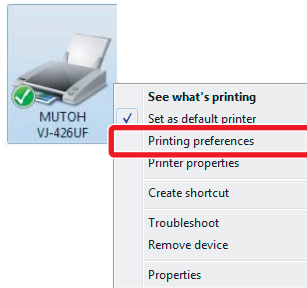 MUTOH
VJ-426UF
See what's printing
Set as default printer
Printing preferences
Printer properties
Create shortcut
Troubleshoot
Remove device
Properties